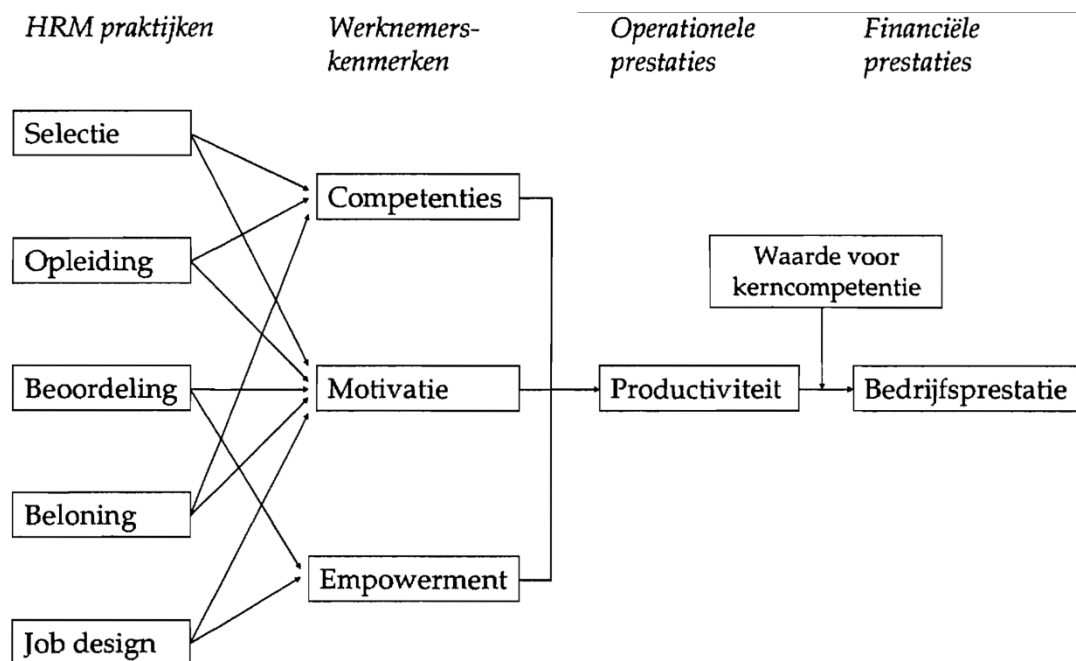 HRM praktijken
Werknemers-
kenmerken
Operationele
prestaties
Financiële
prestaties
Selectie
Opleiding
Beoordeling
Beloning
Job design
Competenties
Motivatie
Empowerment
Productiviteit
Waarde voor
kerncompetentie
Bedrijfsprestatie